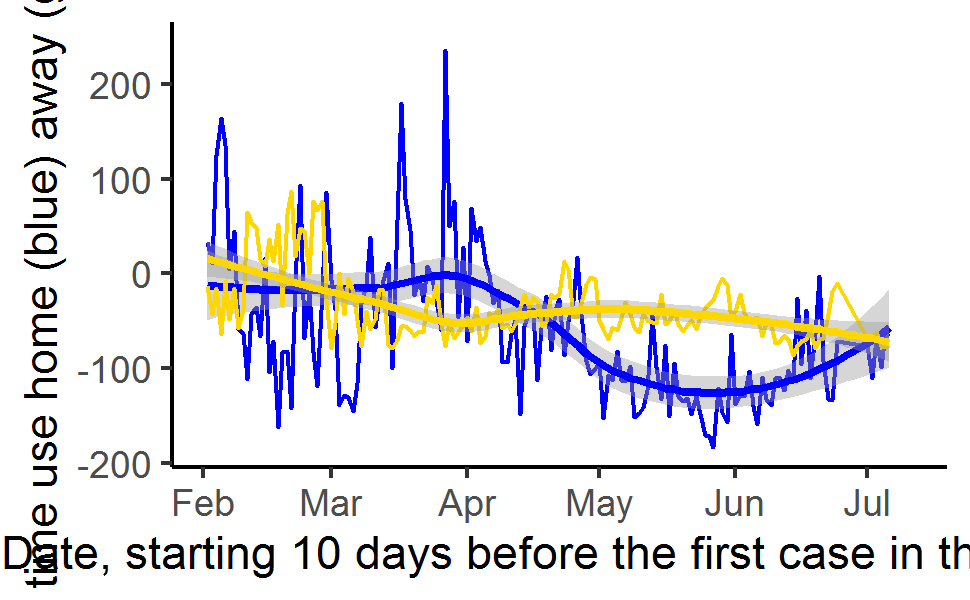 time use home (blue) away (g
200
100
0
-100
-200
Feb Mar Apr May Jun Jul
Date, starting 10 days before the first case in th